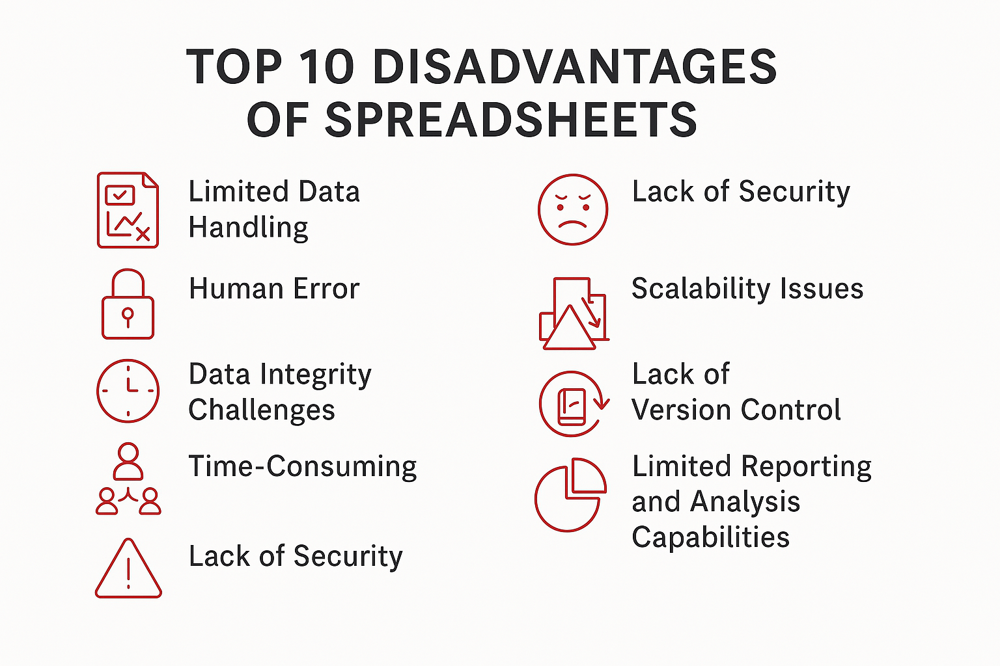 TOP 10 DISADVANTAGES
OF SPREADSHEETS
Limited Data
Handling
Human Error
Data Integrity
Challenges
Time-Consuming
Lack of Security
Lack of Security
Scalability Issues
Lack of
Version Control
Limited Reporting
and Analysis
Capabilities